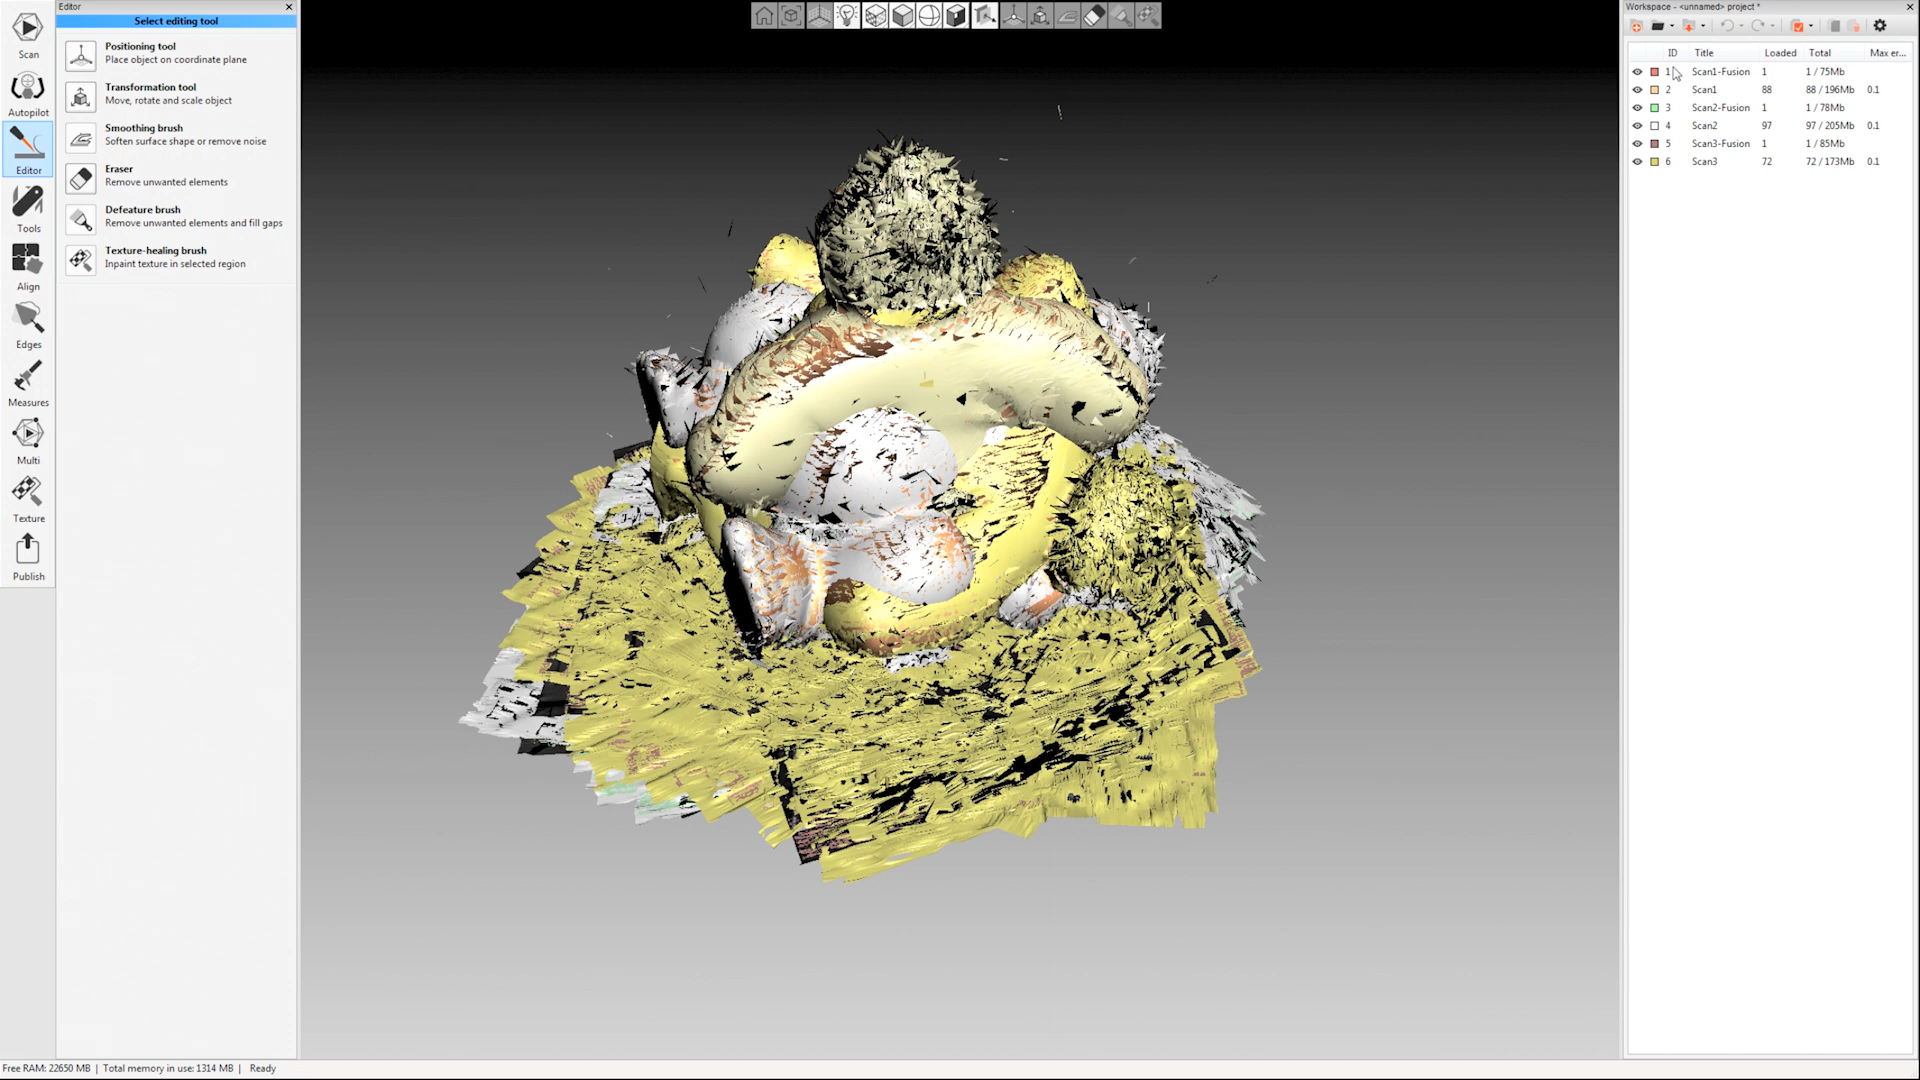 Editor
Select editing tool
Positioning tool
Place object on coordinate plane
Transformation tool
Move, rotate and scale object
Smoothing brush
Soften surface shape or remove noise
Eraser
Remove unwanted elements
Defeature brush
Remove unwanted elements and fill gaps
Texture-healing brush
Inpaint texture in selected region
Scan
Autopilot
Editor
Tools
Align
Edges
Measures
Multi
Texture
Publish
Workspace - <unnamed> project *
ID Title Loaded Total Max er...
1 Scan1-Fusion 1 1 / 75Mb
2 Scan1 88 88 / 196Mb 0.1
3 Scan2-Fusion 1 1 / 78Mb
4 Scan2 97 97 / 205Mb 0.1
5 Scan3-Fusion 1 1 / 85Mb
6 Scan3 72 72 / 173Mb 0.1
Free RAM: 22650 MB | Total memory in use: 1314 MB | Ready